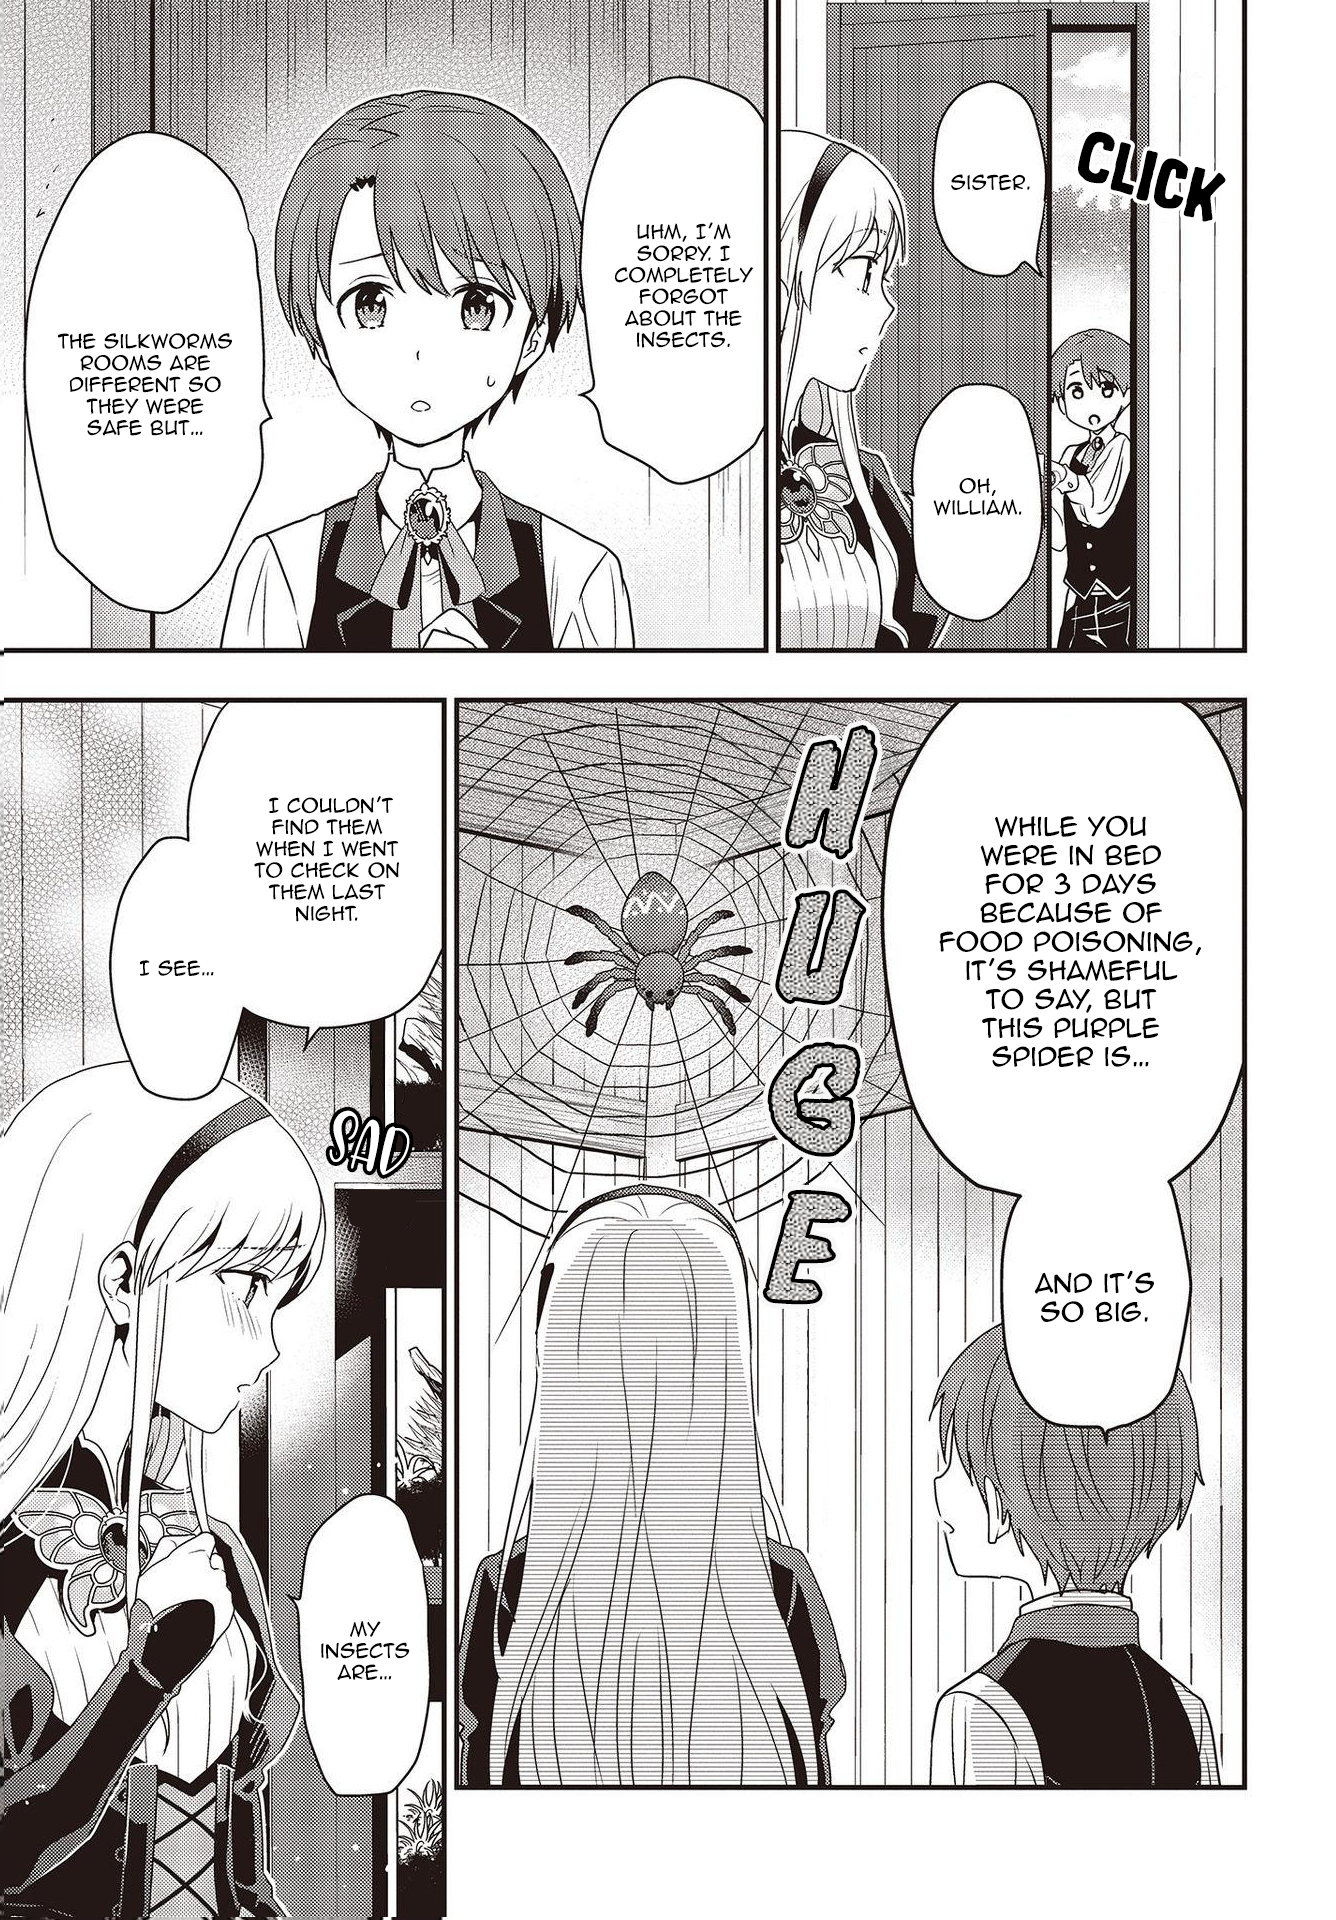 CLICK
SISTER.
OH,
WILLIAM.
UHM, I'M
SORRY. I
COMPLETELY
FORGOT
ABOUT THE
INSECTS.
THE SILKWORMS
ROOMS ARE
DIFFERENT SO
THEY WERE
SAFE BUT...
WHILE YOU
WERE IN BED
FOR 3 DAYS
BECAUSE OF
FOOD POISONING,
IT'S SHAMEFUL
TO SAY, BUT
THIS PURPLE
SPIDER IS...
AND IT'S
SO BIG.
HUGE
I COULDN'T
FIND THEM
WHEN I WENT
TO CHECK ON
THEM LAST
NIGHT.
I SEE...
SAD
MY
INSECTS
ARE...